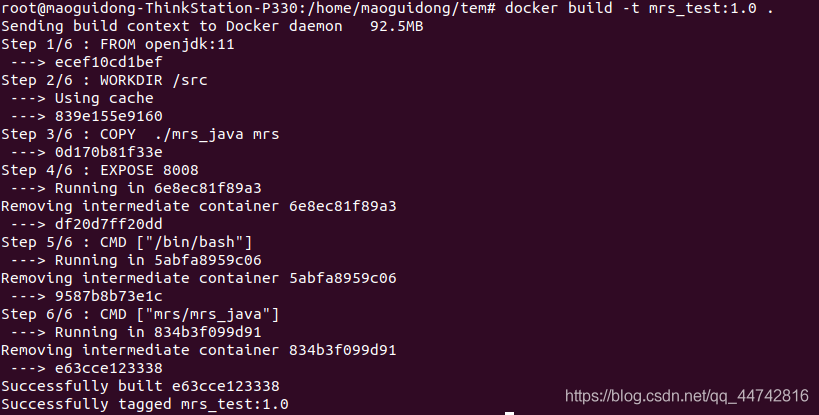 root@maoguidong-ThinkStation-P330:/home/maoguidong/tem# docker build -t mrs_test:1.0 .
Sending build context to Docker daemon   92.5MB
Step 1/6 : FROM openjdk:11
 ---> ecef10cd1bef
Step 2/6 : WORKDIR /src
 ---> Using cache
 ---> 839e155e9160
Step 3/6 : COPY  ./mrs_java mrs
 ---> 0d170b81f33e
Step 4/6 : EXPOSE 8008
 ---> Running in 6e8ec81f89a3
Removing intermediate container 6e8ec81f89a3
 ---> df20d7ff20dd
Step 5/6 : CMD ["/bin/bash"]
 ---> Running in 5abfa8959c06
Removing intermediate container 5abfa8959c06
 ---> 9587b8b73e1c
Step 6/6 : CMD ["mrs/mrs_java"]
 ---> Running in 834b3f099d91
Removing intermediate container 834b3f099d91
 ---> e63cce123338
Successfully built e63cce123338
Successfully tagged mrs_test:1.0
https://blog.csdn.net/qq_44742816